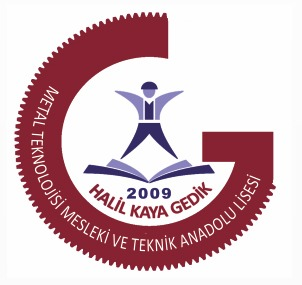 METAL TEKNOLOJİSİ MESLEKİ VE TEKNİK ANADOLU LİSESİ
2009
HALİL KAYA GEDİK